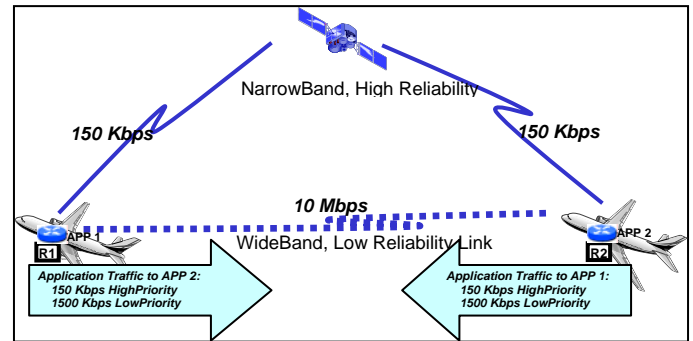 NarrowBand, High Reliability
150 Kbps
150 Kbps
10 Mbps
APP 1
APP 2
R1
WideBand, Low Reliability Link
R2
Application Traffic to APP 2:
150 Kbps HighPriority
1500 Kbps LowPriority
Application Traffic to APP 1:
150 Kbps HighPriority
1500 Kbps LowPriority